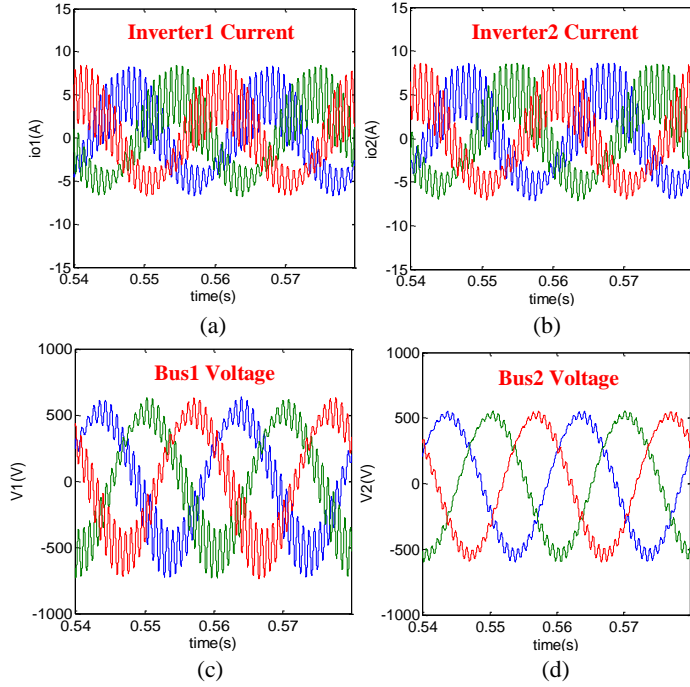 15
Inverter1 Current
10
5
io1(A)
0
-5
-10
-15
0.54
0.55
0.56
0.57
time(s)
(a)
15
Inverter2 Current
10
5
io2(A)
0
-5
-10
-15
0.54
0.55
0.56
0.57
time(s)
(b)
1000
Bus1 Voltage
500
V1(V)
0
-500
-1000
0.54
0.55
0.56
0.57
time(s)
(c)
1000
Bus2 Voltage
500
V2(V)
0
-500
-1000
0.54
0.55
0.56
0.57
time(s)
(d)